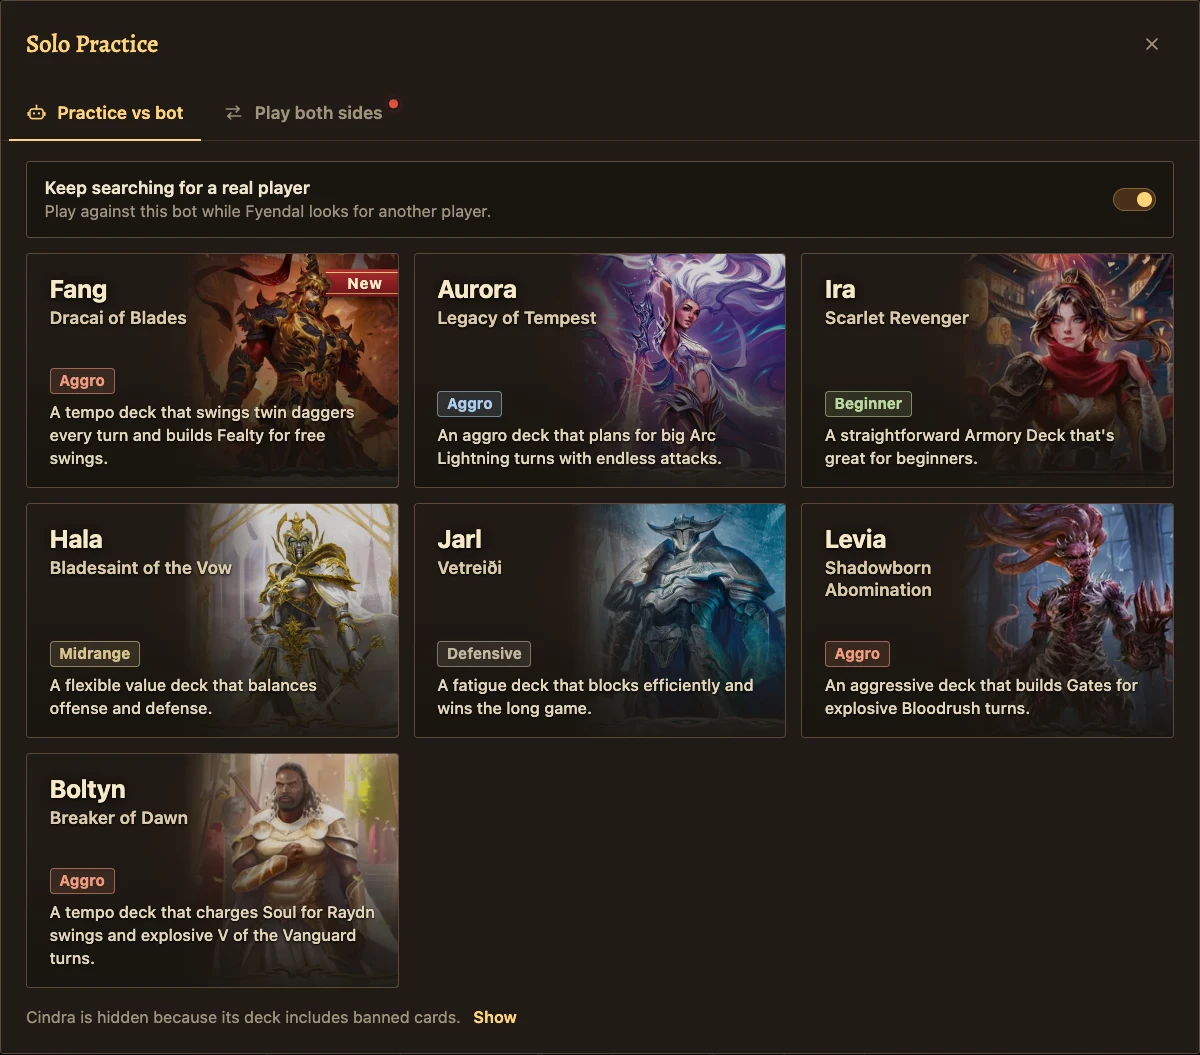 Solo Practice
Practice vs bot
Play both sides
Keep searching for a real player
Play against this bot while Fyendal looks for another player.
New
Fang
Dracai of Blades
Aggro
A tempo deck that swings twin daggers
every turn and builds Fealty for free
swings.
Aurora
Legacy of Tempest
Aggro
An aggro deck that plans for big Arc
Lightning turns with endless attacks.
Ira
Scarlet Revenger
Beginner
A straightforward Armory Deck that's
great for beginners.
Hala
Bladesaint of the Vow
Midrange
A flexible value deck that balances
offense and defense.
Jarl
Vetreiði
Defensive
A fatigue deck that blocks efficiently and
wins the long game.
Levia
Shadowborn
Abomination
Aggro
An aggressive deck that builds Gates for
explosive Bloodrush turns.
Boltyn
Breaker of Dawn
Aggro
A tempo deck that charges Soul for Raydn
swings and explosive V of the Vanguard
turns.
Cindra is hidden because its deck includes banned cards. Show